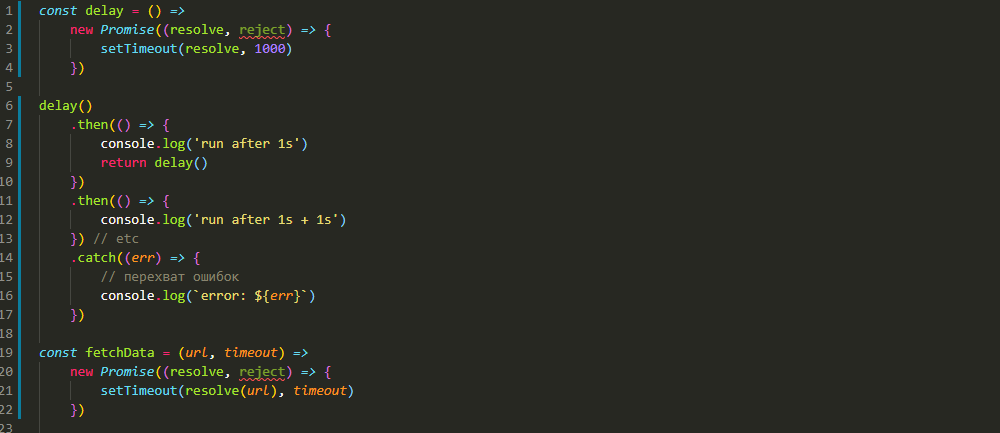 1 const delay = () =>
2 new Promise((resolve, reject) => {
3 setTimeout(resolve, 1000)
4 })
5
6 delay()
7 .then(() => {
8 console.log('run after 1s')
9 return delay()
10 })
11 .then(() => {
12 console.log('run after 1s + 1s')
13 }) // etc
14 .catch((err) => {
15 // перехват ошибок
16 console.log(`error: ${err}`)
17 })
18
19 const fetchData = (url, timeout) =>
20 new Promise((resolve, reject) => {
21 setTimeout(resolve(url), timeout)
22 })
23